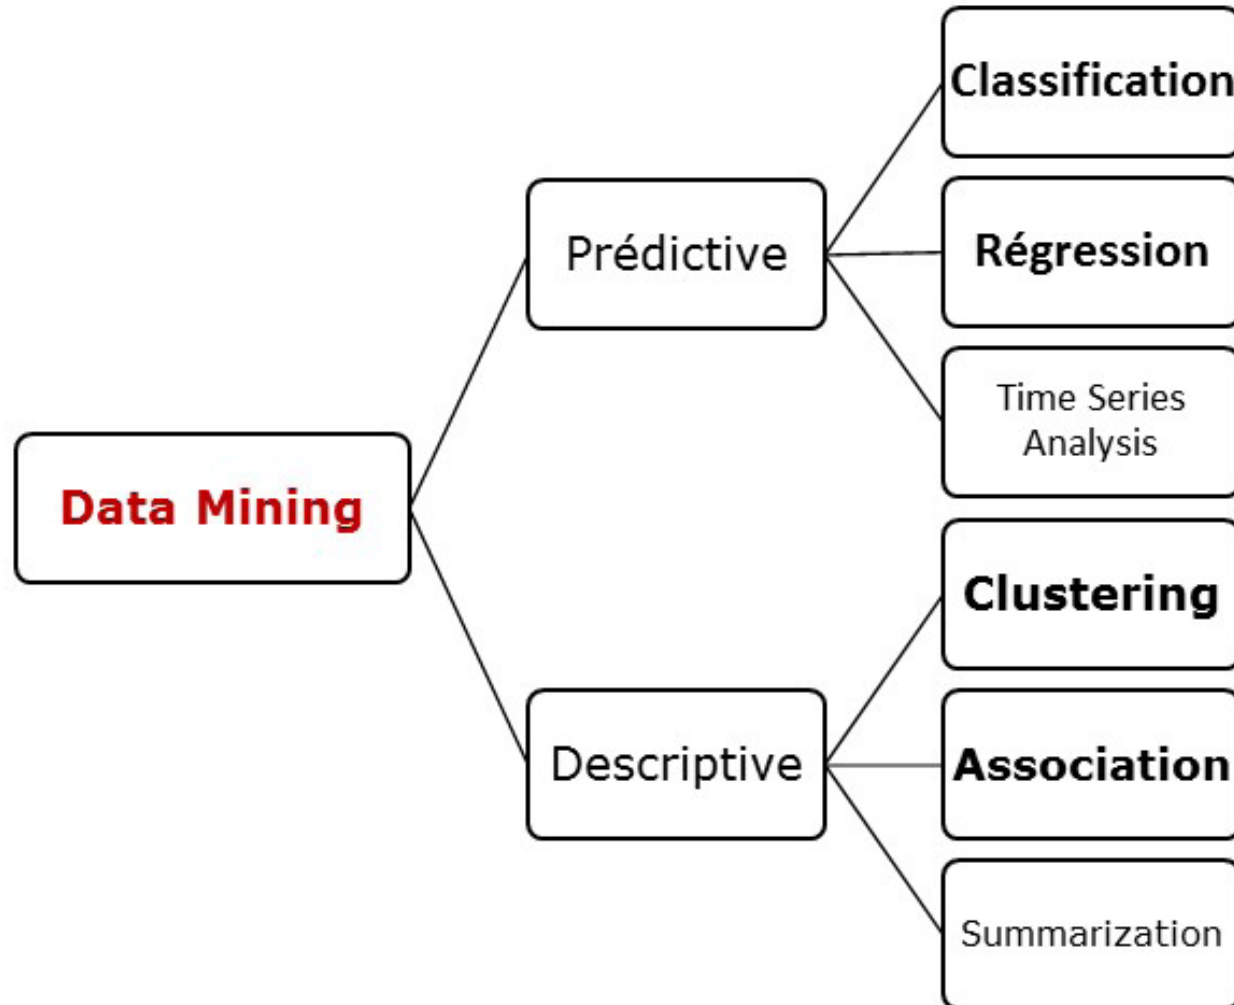 Classification
Prédictive
Régression
Time Series
Analysis
Data Mining
Clustering
Descriptive
Association
Summarization